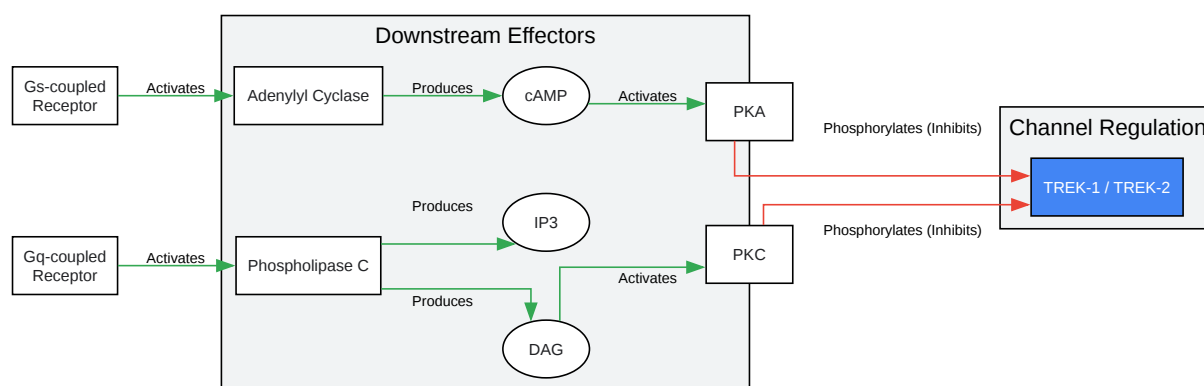 Downstream Effectors
Gs-coupled
Receptor
Activates
Adenylyl Cyclase
Produces
cAMP
Activates
PKA
Phosphorylates (Inhibits)
Channel Regulation
TREK-1 / TREK-2
Produces
IP3
Gq-coupled
Receptor
Activates
Phospholipase C
Produces
DAG
Activates
PKC
Phosphorylates (Inhibits)